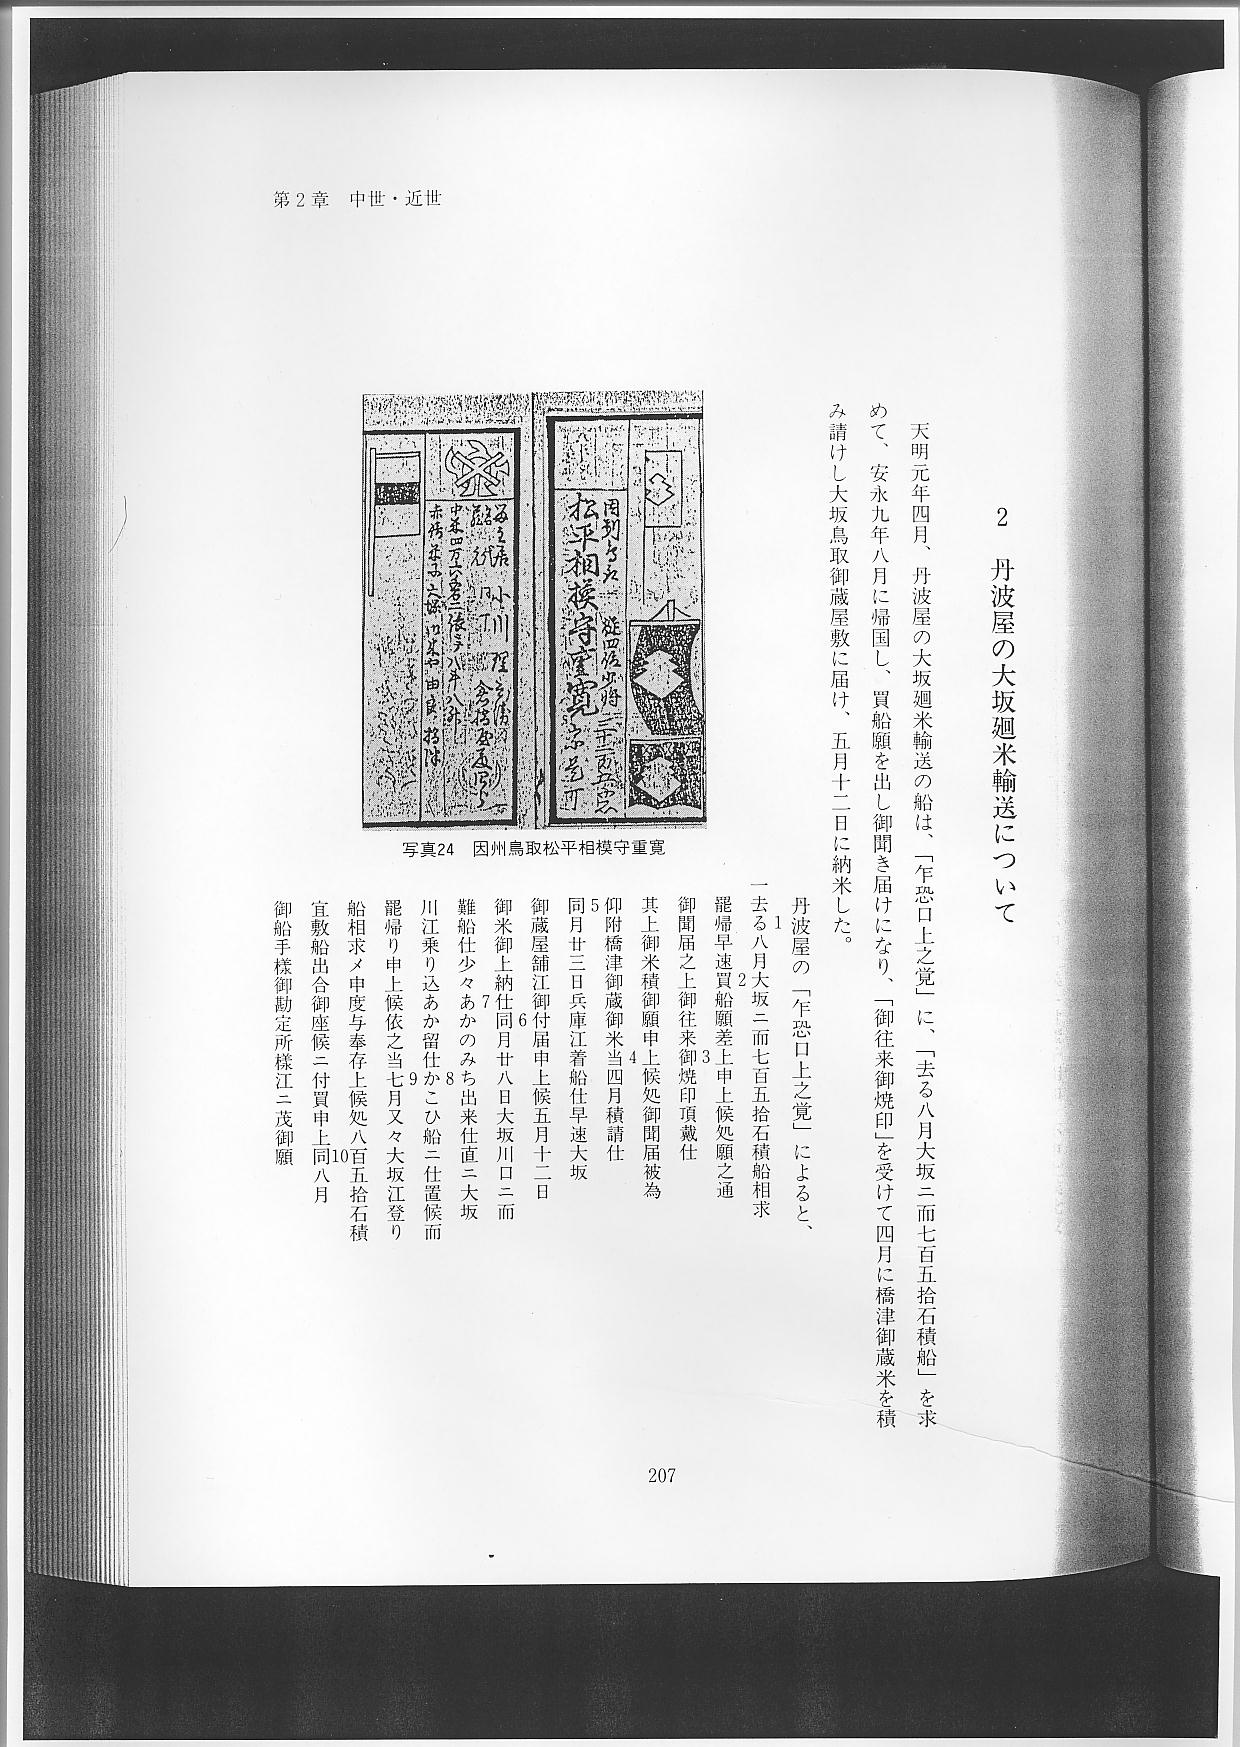 第2章　中世・近世
2　丹波屋の大坂廻米輸送について
天明元年四月、丹波屋の大坂廻米輸送の船は、「乍恐口上之覚」に、「去る八月大坂ニ而七百五拾石積船」を求
めて、安永九年八月に帰国し、買船願を出し御聞き届けになり、「御往来御焼印」を受けて四月に橋津御蔵米を積
み請けし大坂鳥取御蔵屋敷に届け、五月十二日に納米した。
丹波屋の「乍恐口上之覚」によると、
一去る八月大坂ニ而七百五拾石積船相求
1
罷帰早速買船願差上申上候処願之通
2
御聞届之上御往来御焼印頂戴仕
3
其上御米積御願申上候処御聞届被為
仰附橋津御蔵御米当四月積請仕
4
同月廿三日兵庫江着船仕早速大坂
5
御蔵屋舗江御付届申上候五月十二日
御米御上納仕同月廿八日大坂川口ニ而
6
難船仕少々あかのみち出来仕直ニ大坂
7
川江乗り込あか留仕かこひ船ニ仕置候而
8
罷帰り申上候依之当七月又々大坂江登り
9
船相求メ申度与奉存上候処八百五拾石積
宜敷船出合御座候ニ付買申上同八月
10
御船手様御勘定所様江ニ茂御願
松平相模守重寛
小川
写真24　因州鳥取松平相模守重寛
207